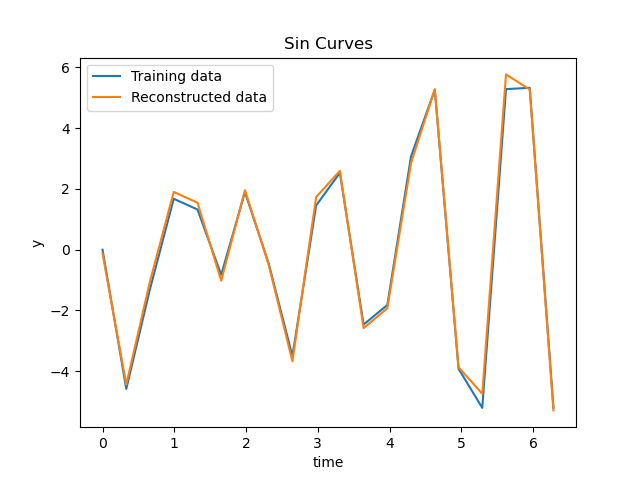 Sin Curves
Training data
Reconstructed data
6
4
2
0
−2
−4
y
0 1 2 3 4 5 6
time